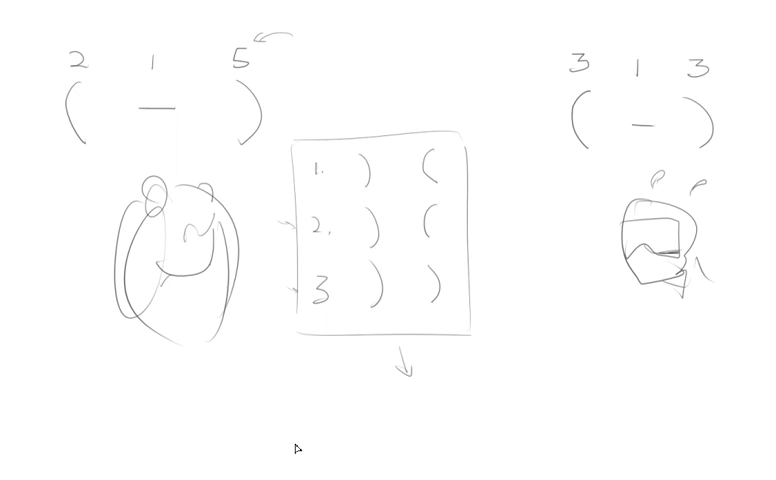 2 1 5
( — )
3 1 3
( — )
1. ) (
2. ) (
3 ) )